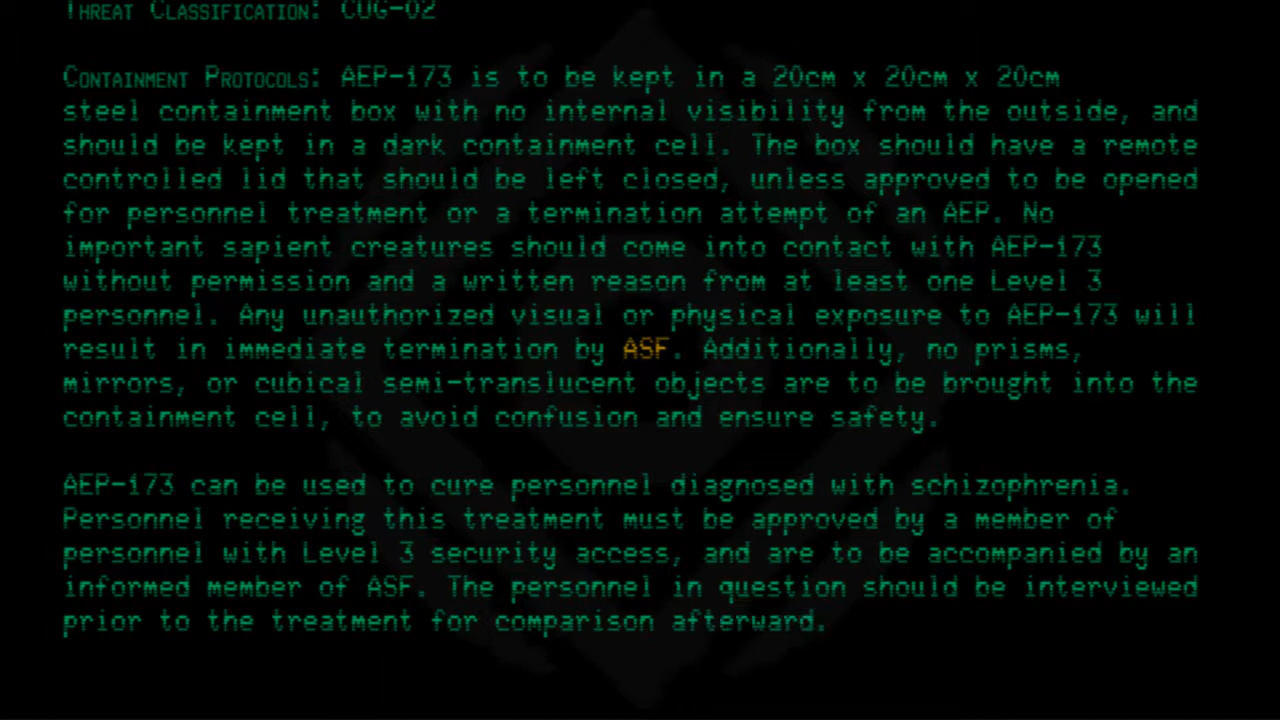 Threat Classification: CUG-02
Containment Protocols: AEP-173 is to be kept in a 20cm x 20cm x 20cm
steel containment box with no internal visibility from the outside, and
should be kept in a dark containment cell. The box should have a remote
controlled lid that should be left closed, unless approved to be opened
for personnel treatment or a termination attempt of an AEP. No
important sapient creatures should come into contact with AEP-173
without permission and a written reason from at least one Level 3
personnel. Any unauthorized visual or physical exposure to AEP-173 will
result in immediate termination by ASF. Additionally, no prisms,
mirrors, or cubical semi-translucent objects are to be brought into the
containment cell, to avoid confusion and ensure safety.
AEP-173 can be used to cure personnel diagnosed with schizophrenia.
Personnel receiving this treatment must be approved by a member of
personnel with Level 3 security access, and are to be accompanied by an
informed member of ASF. The personnel in question should be interviewed
prior to the treatment for comparison afterward.